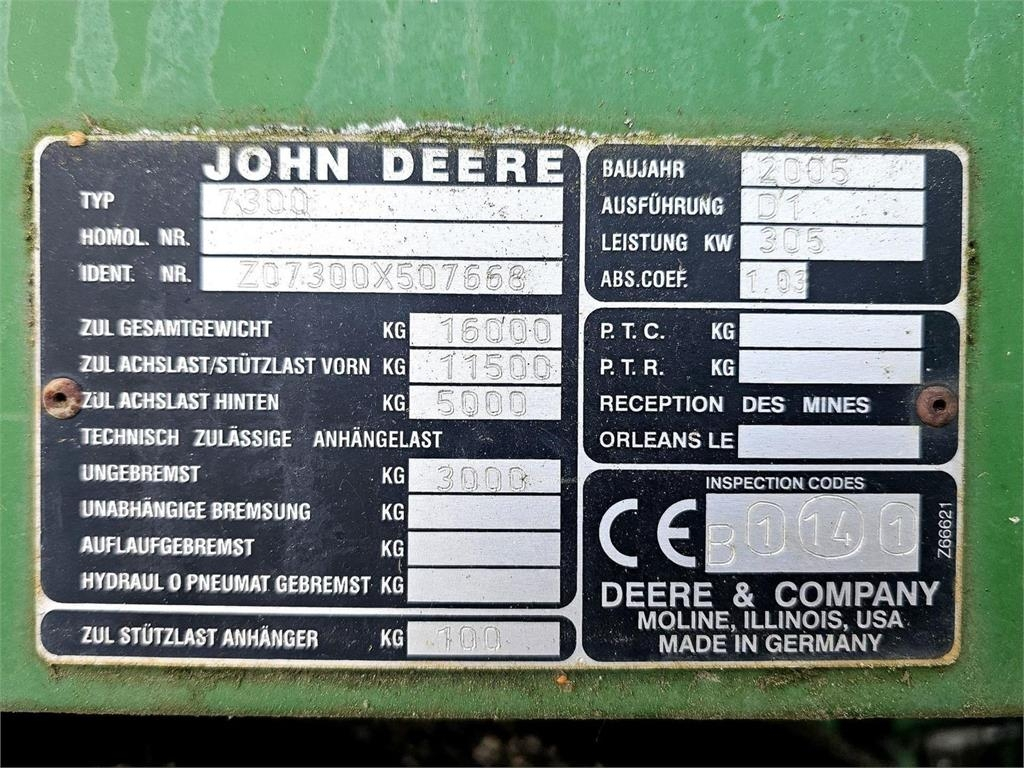 JOHN DEERE
TYP 7300
HOMOL. NR.
IDENT. NR. Z07300X507668
ZUL GESAMTGEWICHT KG 16000
ZUL ACHSLAST/STÜTZLAST VORN KG 11500
ZUL ACHSLAST HINTEN KG 5000
TECHNISCH ZULÄSSIGE ANHÄNGELAST
UNGEBREMST KG 3000
UNABHÄNGIGE BREMSUNG KG
AUFLAUFGEBREMST KG
HYDRAUL O PNEUMAT GEBREMST KG
ZUL STÜTZLAST ANHÄNGER KG 100
BAUJAHR 2005
AUSFÜHRUNG D1
LEISTUNG KW 305
ABS.COEF. 1.03
P.T.C. KG
P.T.R. KG
RECEPTION DES MINES
ORLEANS LE
INSPECTION CODES
CE B 1 14 1
Z66621
DEERE & COMPANY
MOLINE, ILLINOIS, USA
MADE IN GERMANY